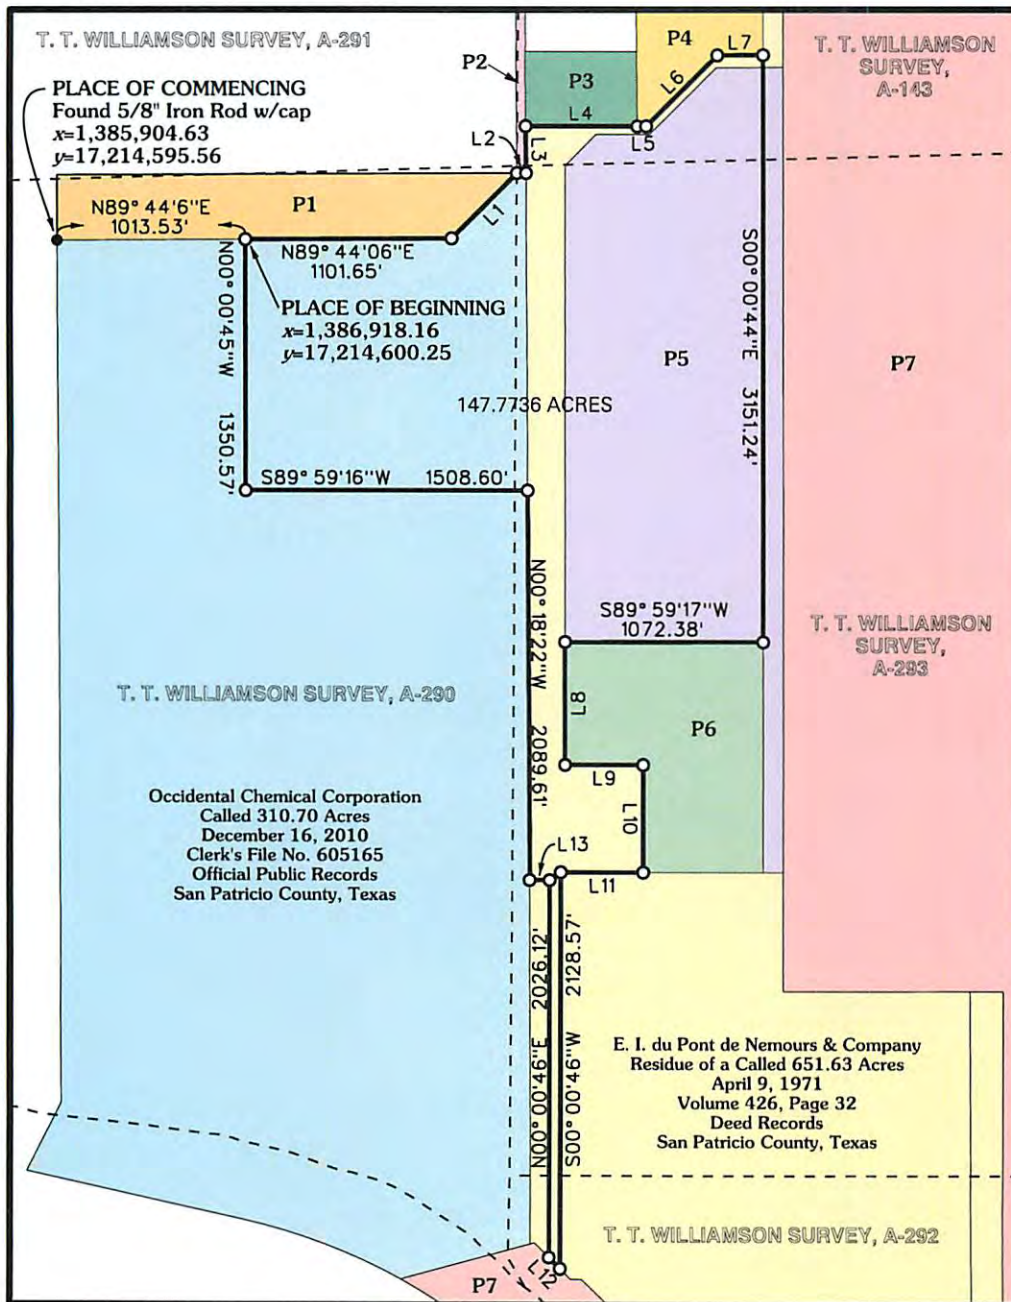 T. T. WILLIAMSON SURVEY, A-291
P2
P3
P4
L7
T. T. WILLIAMSON
SURVEY,
A-143
PLACE OF COMMENCING
Found 5/8" Iron Rod w/cap
x=1,385,904.63
y=17,214,595.56
L6
L4
L2
L3
L5
N89° 44'6"E
1013.53'
P1
L1
N89° 44'06"E
1101.65'
PLACE OF BEGINNING
x=1,386,918.16
y=17,214,600.25
N00° 00'45"W 1350.57'
S00° 00'44"E 3151.24'
P5
P7
147.7736 ACRES
S89° 59'16"W 1508.60'
N00° 18'22"W 2089.61'
S89° 59'17"W
1072.38'
T. T. WILLIAMSON
SURVEY,
A-293
T. T. WILLIAMSON SURVEY, A-290
L8
P6
L9
L10
Occidental Chemical Corporation
Called 310.70 Acres
December 16, 2010
Clerk's File No. 605165
Official Public Records
San Patricio County, Texas
L13
L11
N00° 00'46"E 2026.12'
S00° 00'46"W 2128.57'
E. I. du Pont de Nemours & Company
Residue of a Called 651.63 Acres
April 9, 1971
Volume 426, Page 32
Deed Records
San Patricio County, Texas
T. T. WILLIAMSON SURVEY, A-292
L12
P7